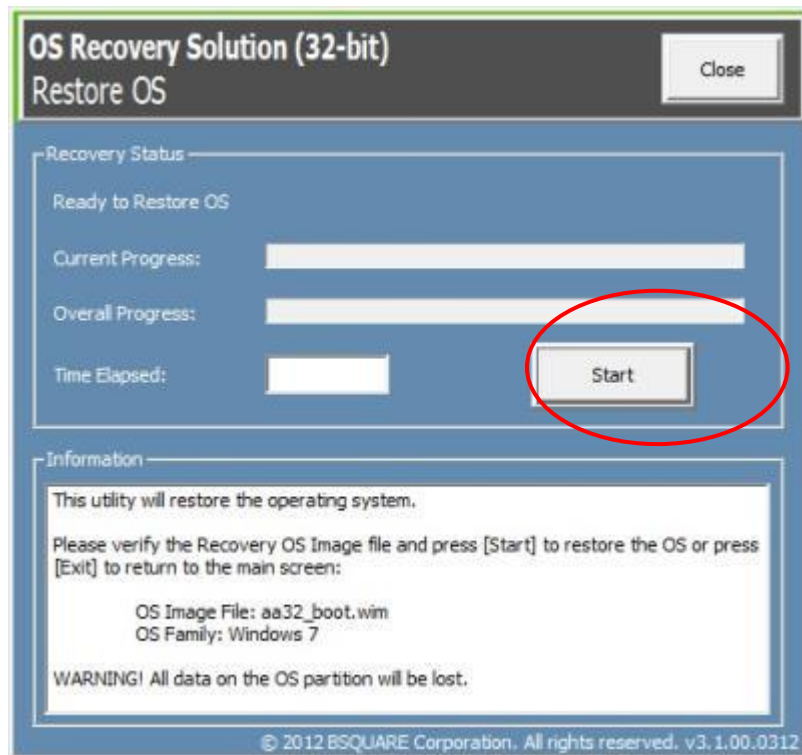 OS Recovery Solution (32-bit)
Restore OS
Close
Recovery Status
Ready to Restore OS
Current Progress:
Overall Progress:
Time Elapsed:
Start
Information
This utility will restore the operating system.
Please verify the Recovery OS Image file and press [Start] to restore the OS or press
[Exit] to return to the main screen:
OS Image File: aa32_boot.wim
OS Family: Windows 7
WARNING! All data on the OS partition will be lost.
© 2012 BSQUARE Corporation. All rights reserved. v3.1.00.0312